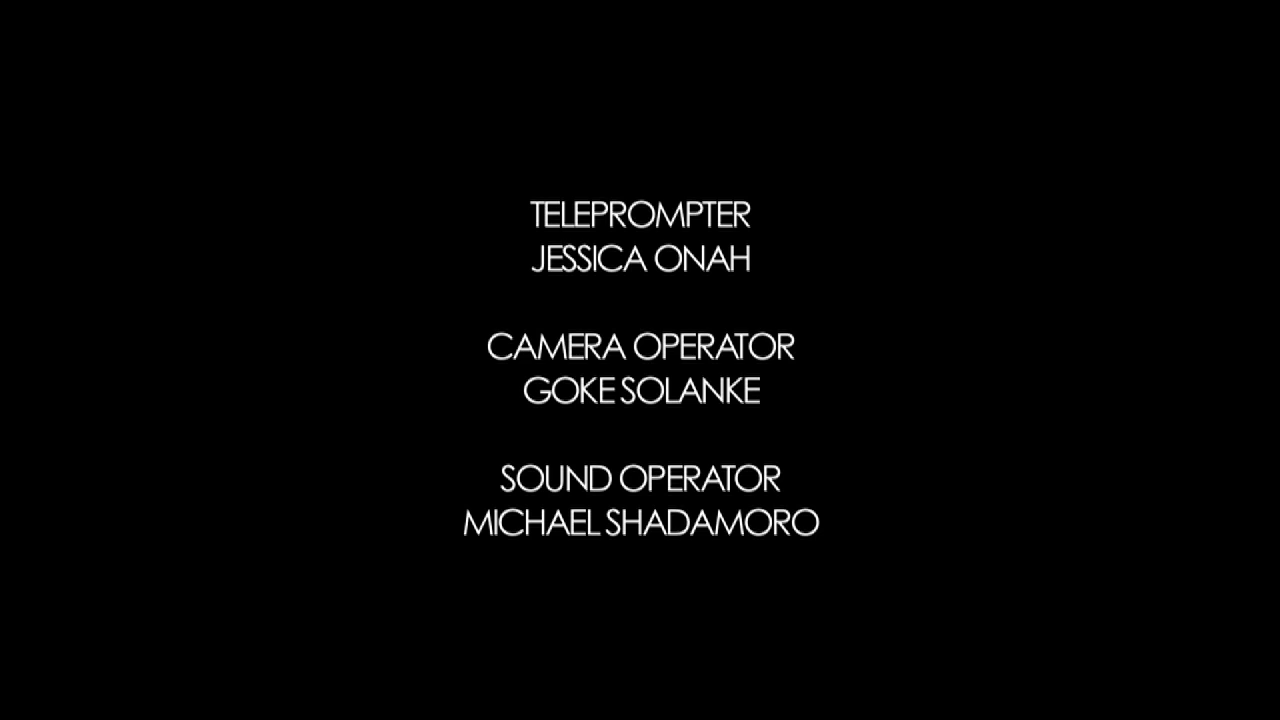 TELEPROMPTER
JESSICA ONAH
CAMERA OPERATOR
GOKE SOLANKE
SOUND OPERATOR
MICHAEL SHADAMORO